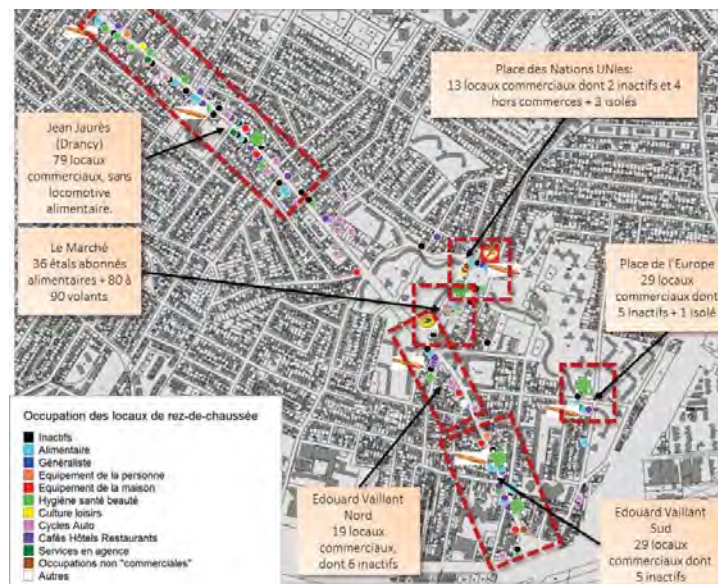 Place des Nations UNies:
13 locaux commerciaux dont 2 inactifs et 4
hors commerces + 3 isolés
Jean Jaurès
(Drancy)
79 locaux
commerciaux, sans
locomotive
alimentaire.
Le Marché
36 étals abonnés
alimentaires + 80 à
90 volants
Place de l'Europe
29 locaux
commerciaux dont
5 inactifs + 1 isolé
Occupation des locaux de rez-de-chaussée
Inactifs
Alimentaire
Généraliste
Equipement de la personne
Equipement de la maison
Hygiène santé beauté
Culture loisirs
Cycles Auto
Cafés Hôtels Restaurants
Services en agence
Occupations non "commerciales"
Autres
Edouard Vaillant
Nord
19 locaux
commerciaux,
dont 6 inactifs
Edouard Vaillant
Sud
29 locaux
commerciaux dont
5 inactifs